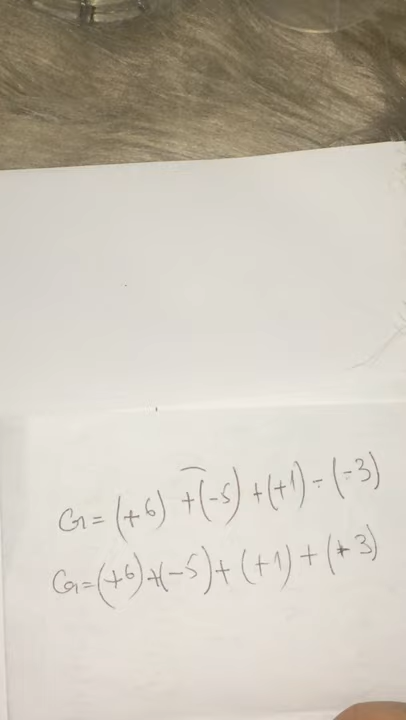 G = (+6) + (-5) + (+1) - (-3)
G = (+6) + (-5) + (+1) + (+3)